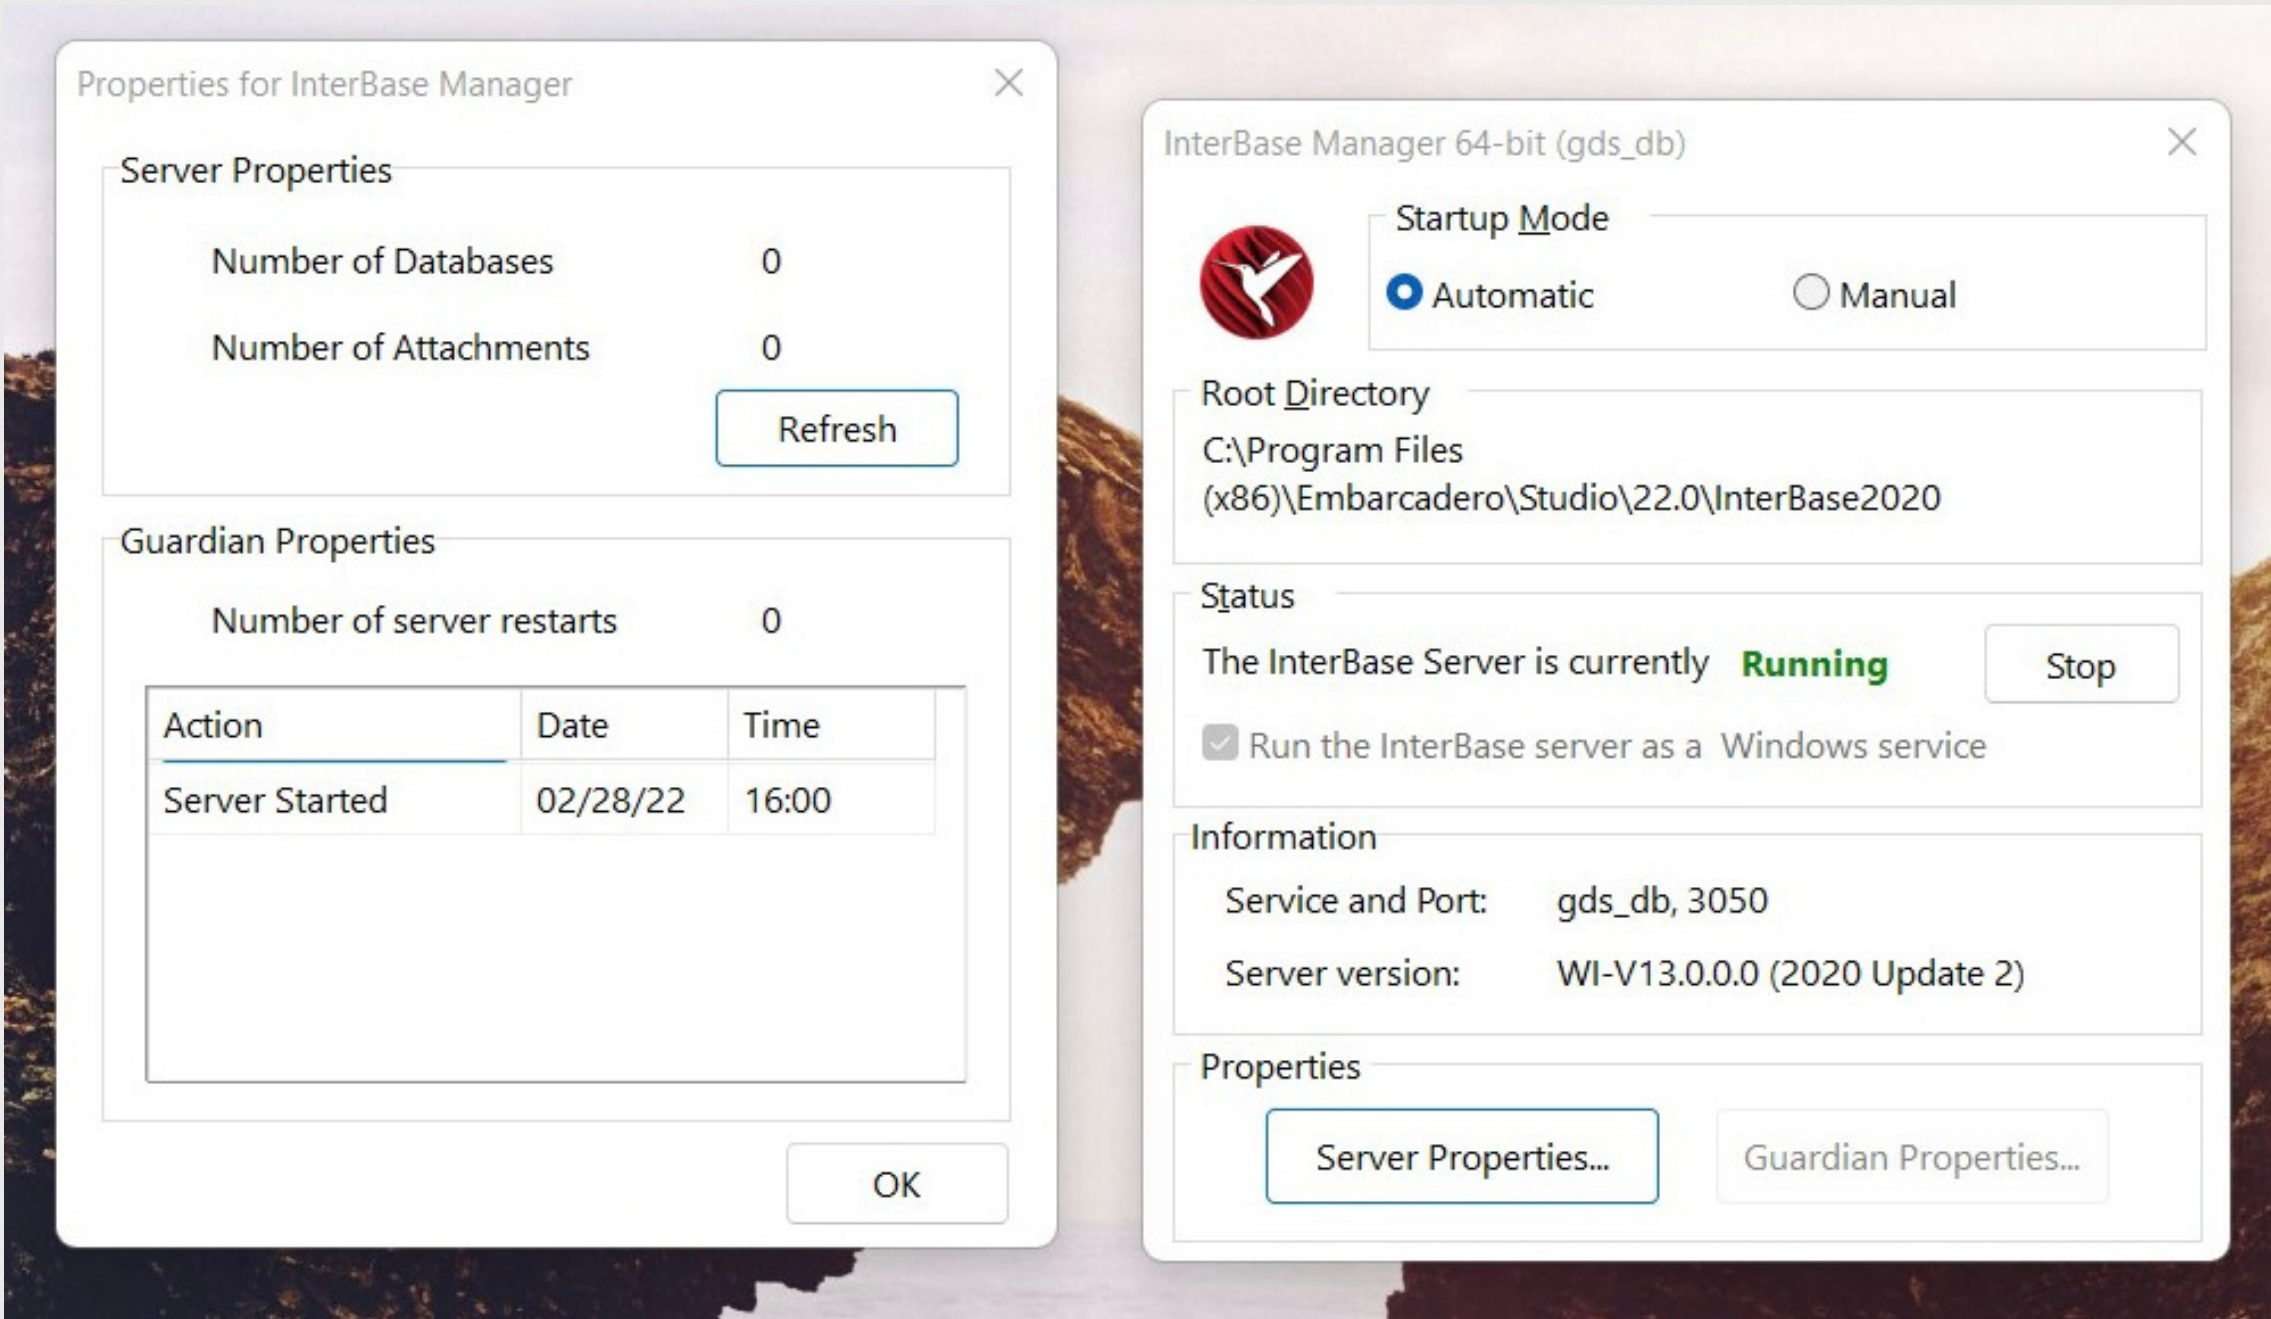 Properties for InterBase Manager
Server Properties
Number of Databases 0
Number of Attachments 0
Refresh
Guardian Properties
Number of server restarts 0
Action Date Time
Server Started 02/28/22 16:00
OK
InterBase Manager 64-bit (gds_db)
Startup Mode
Automatic Manual
Root Directory
C:\Program Files
(x86)\Embarcadero\Studio\22.0\InterBase2020
Status
The InterBase Server is currently Running Stop
Run the InterBase server as a Windows service
Information
Service and Port: gds_db, 3050
Server version: WI-V13.0.0.0 (2020 Update 2)
Properties
Server Properties... Guardian Properties...